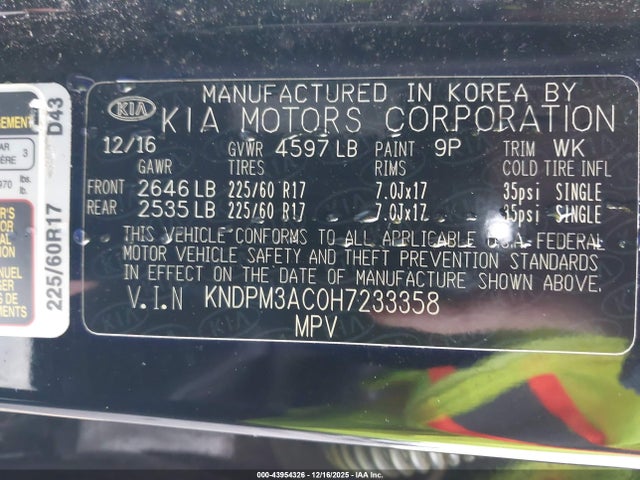 MANUFACTURED IN KOREA BY
KIA KIA MOTORS CORPORATION
12/16 GVWR 4597 LB PAINT 9P TRIM WK
GAWR TIRES RIMS COLD TIRE INFL
FRONT 2646 LB 225/60 R17 7.0Jx17 35psi SINGLE
REAR 2535 LB 225/60 R17 7.0Jx17 35psi SINGLE
THIS VEHICLE CONFORMS TO ALL APPLICABLE U.S.A. FEDERAL
MOTOR VEHICLE SAFETY AND THEFT PREVENTION STANDARDS
IN EFFECT ON THE DATE OF MANUFACTURE SHOWN ABOVE.
V.I.N KNDPM3AC0H7233358
MPV
D43
225/60R17
3
970 lbs.
lb.
000-43954326 - 12/16/2025 - IAA Inc.